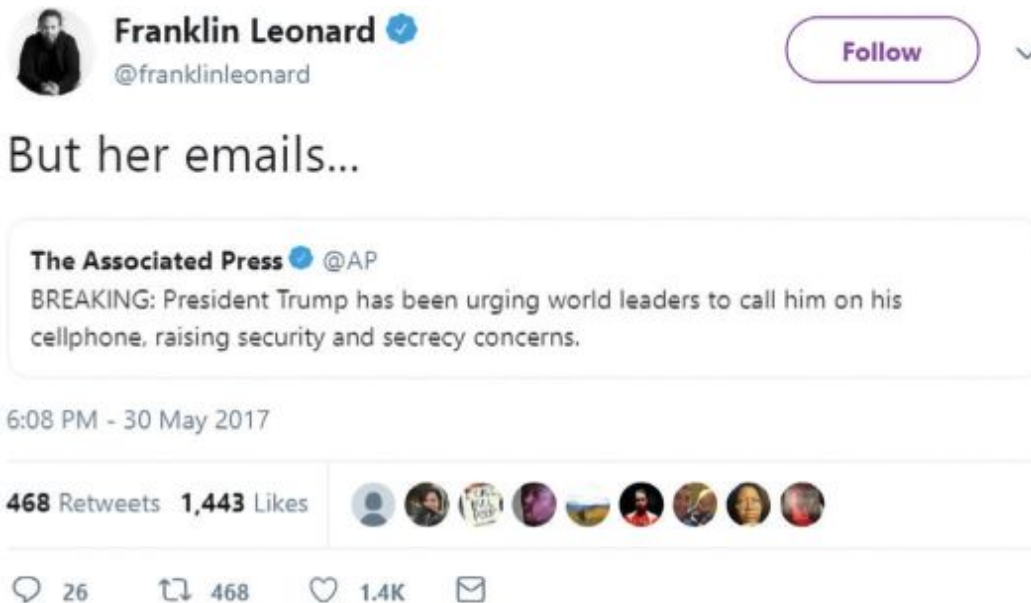 Franklin Leonard
@franklinleonard
Follow
But her emails...
The Associated Press @AP
BREAKING: President Trump has been urging world leaders to call him on his
cellphone, raising security and secrecy concerns.
6:08 PM - 30 May 2017
468 Retweets 1,443 Likes
26 468 1.4K